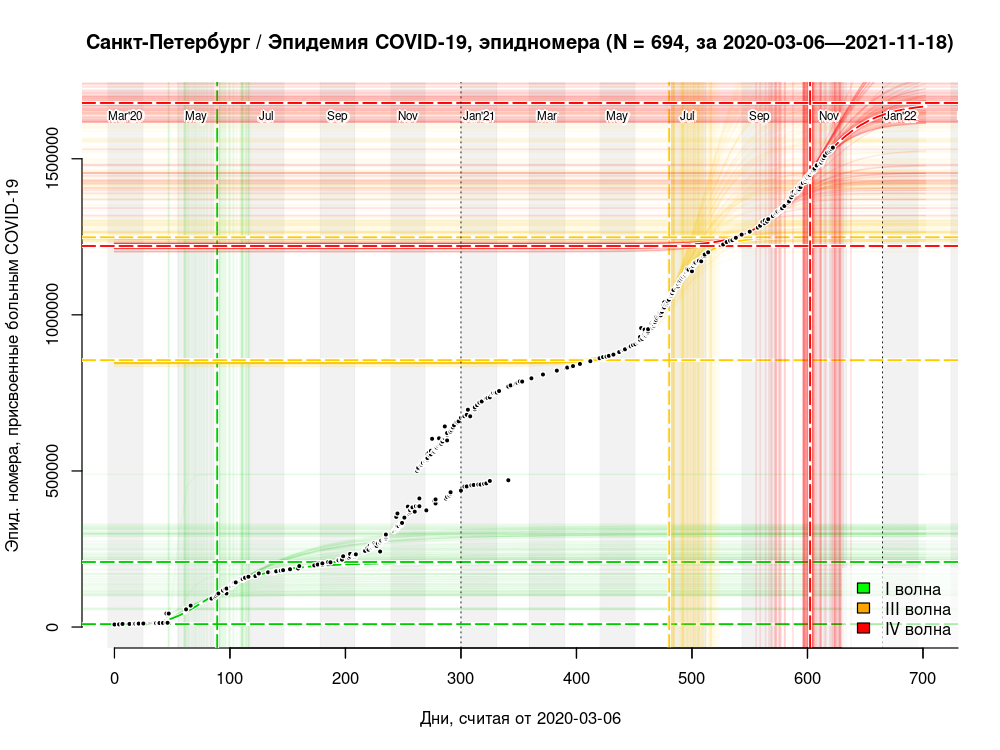 Санкт-Петербург / Эпидемия COVID-19, эпидномера (N = 694, за 2020-03-06—2021-11-18)
Mar'20 May Jul Sep Nov Jan'21 Mar May Jul Sep Nov Jan'22
Эпид. номера, присвоенные больным COVID-19
1500000
1000000
500000
0
I волна
III волна
IV волна
0 100 200 300 400 500 600 700
Дни, считая от 2020-03-06